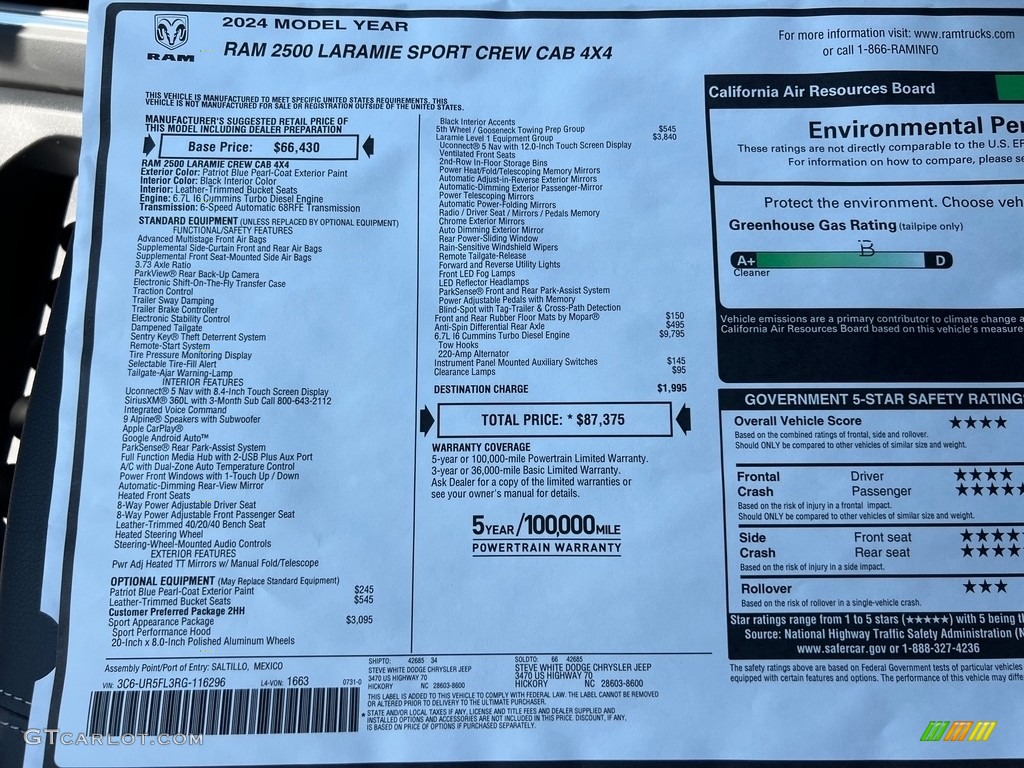 RAM
2024 MODEL YEAR
RAM 2500 LARAMIE SPORT CREW CAB 4X4
For more information visit: www.ramtrucks.com
or call 1-866-RAMINFO
THIS VEHICLE IS MANUFACTURED TO MEET SPECIFIC UNITED STATES REQUIREMENTS. THIS
VEHICLE IS NOT MANUFACTURED FOR SALE OR REGISTRATION OUTSIDE OF THE UNITED STATES.
MANUFACTURER'S SUGGESTED RETAIL PRICE OF
THIS MODEL INCLUDING DEALER PREPARATION
Base Price: $66,430
RAM 2500 LARAMIE CREW CAB 4X4
Exterior Color: Patriot Blue Pearl-Coat Exterior Paint
Interior Color: Black Interior Color
Interior: Leather-Trimmed Bucket Seats
Engine: 6.7L I6 Cummins Turbo Diesel Engine
Transmission: 6-Speed Automatic 68RFE Transmission
STANDARD EQUIPMENT (UNLESS REPLACED BY OPTIONAL EQUIPMENT)
FUNCTIONAL/SAFETY FEATURES
Advanced Multistage Front Air Bags
Supplemental Side-Curtain Front and Rear Air Bags
Supplemental Front Seat-Mounted Side Air Bags
3.73 Axle Ratio
ParkView® Rear Back-Up Camera
Electronic Shift-On-The-Fly Transfer Case
Traction Control
Trailer Sway Damping
Trailer Brake Controller
Electronic Stability Control
Dampened Tailgate
Sentry Key® Theft Deterrent System
Remote-Start System
Tire Pressure Monitoring Display
Selectable Tire-Fill Alert
Tailgate-Ajar Warning-Lamp
INTERIOR FEATURES
Uconnect® 5 Nav with 8.4-Inch Touch Screen Display
SiriusXM® 360L with 3-Month Sub Call 800-643-2112
Integrated Voice Command
9 Alpine® Speakers with Subwoofer
Apple CarPlay®
Google Android Auto™
ParkSense® Rear Park-Assist System
Full Function Media Hub with 2-USB Plus Aux Port
A/C with Dual-Zone Auto Temperature Control
Power Front Windows with 1-Touch Up / Down
Automatic-Dimming Rear-View Mirror
Heated Front Seats
8-Way Power Adjustable Driver Seat
8-Way Power Adjustable Front Passenger Seat
Leather-Trimmed 40/20/40 Bench Seat
Heated Steering Wheel
Steering-Wheel-Mounted Audio Controls
EXTERIOR FEATURES
Pwr Adj Heated TT Mirrors w/ Manual Fold/Telescope
OPTIONAL EQUIPMENT (May Replace Standard Equipment)
Patriot Blue Pearl-Coat Exterior Paint $245
Leather-Trimmed Bucket Seats $545
Customer Preferred Package 2HH
Sport Appearance Package $3,095
Sport Performance Hood
20-Inch x 8.0-Inch Polished Aluminum Wheels
Black Interior Accents
5th Wheel / Gooseneck Towing Prep Group $545
Laramie Level 1 Equipment Group $3,840
Uconnect® 5 Nav with 12.0-Inch Touch Screen Display
Ventilated Front Seats
2nd-Row In-Floor Storage Bins
Power Heat/Fold/Telescoping Memory Mirrors
Automatic Adjust-in-Reverse Exterior Mirrors
Automatic-Dimming Exterior Passenger-Mirror
Power Telescoping Mirrors
Automatic Power-Folding Mirrors
Radio / Driver Seat / Mirrors / Pedals Memory
Chrome Exterior Mirrors
Auto Dimming Exterior Mirror
Rear Power-Sliding Window
Rain-Sensitive Windshield Wipers
Remote Tailgate-Release
Forward and Reverse Utility Lights
Front LED Fog Lamps
LED Reflector Headlamps
ParkSense® Front and Rear Park-Assist System
Power Adjustable Pedals with Memory
Blind-Spot with Tag-Trailer & Cross-Path Detection
Front and Rear Rubber Floor Mats by Mopar® $150
Anti-Spin Differential Rear Axle $495
6.7L I6 Cummins Turbo Diesel Engine $9,795
Tow Hooks
220-Amp Alternator
Instrument Panel Mounted Auxiliary Switches $145
Clearance Lamps $95
DESTINATION CHARGE $1,995
TOTAL PRICE: * $87,375
WARRANTY COVERAGE
5-year or 100,000-mile Powertrain Limited Warranty.
3-year or 36,000-mile Basic Limited Warranty.
Ask Dealer for a copy of the limited warranties or
see your owner's manual for details.
5YEAR/100,000MILE
POWERTRAIN WARRANTY
Assembly Point/Port of Entry: SALTILLO, MEXICO
VIN: 3C6-UR5FL3RG-116296 L4-VON: 1663 0731-0
SHIPTO: 42685 34
STEVE WHITE DODGE CHRYSLER JEEP
3470 US HIGHWAY 70
HICKORY NC 28603-8600
SOLDTO: 66 42685
STEVE WHITE DODGE CHRYSLER JEEP
3470 US HIGHWAY 70
HICKORY NC 28603-8600
THIS LABEL IS ADDED TO THIS VEHICLE TO COMPLY WITH FEDERAL LAW. THE LABEL CANNOT BE REMOVED
OR ALTERED PRIOR TO DELIVERY TO THE ULTIMATE PURCHASER.
* STATE AND/OR LOCAL TAXES IF ANY, LICENSE AND TITLE FEES AND DEALER SUPPLIED AND
INSTALLED OPTIONS AND ACCESSORIES ARE NOT INCLUDED IN THIS PRICE. DISCOUNT, IF ANY,
IS BASED ON PRICE OF OPTIONS IF PURCHASED SEPARATELY.
California Air Resources Board
Environmental Per
These ratings are not directly comparable to the U.S. EP
For information on how to compare, please se
Protect the environment. Choose veh
Greenhouse Gas Rating (tailpipe only)
B
A+ D
Cleaner
Vehicle emissions are a primary contributor to climate change a
California Air Resources Board based on this vehicle's measure
GOVERNMENT 5-STAR SAFETY RATING
Overall Vehicle Score ★★★★
Based on the combined ratings of frontal, side and rollover.
Should ONLY be compared to other vehicles of similar size and weight.
Frontal Driver ★★★★
Crash Passenger ★★★★★
Based on the risk of injury in a frontal impact.
Should ONLY be compared to other vehicles of similar size and weight.
Side Front seat ★★★★
Crash Rear seat ★★★★
Based on the risk of injury in a side impact.
Rollover ★★★
Based on the risk of rollover in a single-vehicle crash.
Star ratings range from 1 to 5 stars (★★★★★) with 5 being th
Source: National Highway Traffic Safety Administration (N
www.safercar.gov or 1-888-327-4236
The safety ratings above are based on Federal Government tests of particular vehicles
equipped with certain features and options. The performance of this vehicle may diffe
GTCARLOT.COM